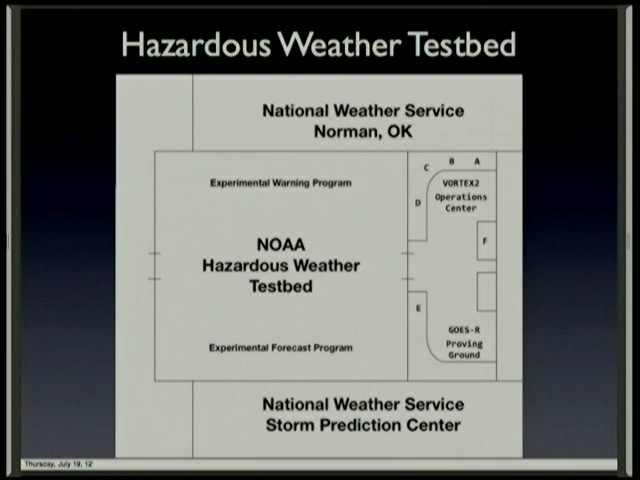 Hazardous Weather Testbed
National Weather Service
Norman, OK
Experimental Warning Program
C B A
VORTEX2
Operations
Center
D
NOAA
Hazardous Weather
Testbed
F
E
GOES-R
Proving
Ground
Experimental Forecast Program
National Weather Service
Storm Prediction Center
Thursday, July 19, 12